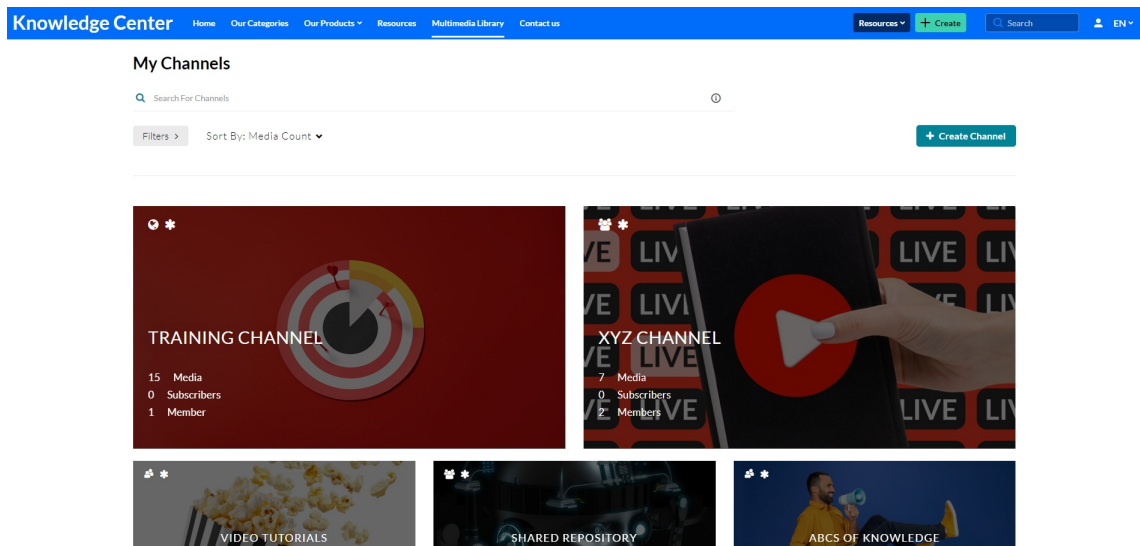 Knowledge Center Home Our Categories Our Products Resources Multimedia Library Contact us Resources + Create Search EN
My Channels
Search For Channels
Filters > Sort By: Media Count
+ Create Channel
LIVE LIVE
TRAINING CHANNEL
15 Media
0 Subscribers
1 Member
XYZ CHANNEL
7 Media
0 Subscribers
2 Members
VIDEO TUTORIALS
SHARED REPOSITORY
ABCS OF KNOWLEDGE